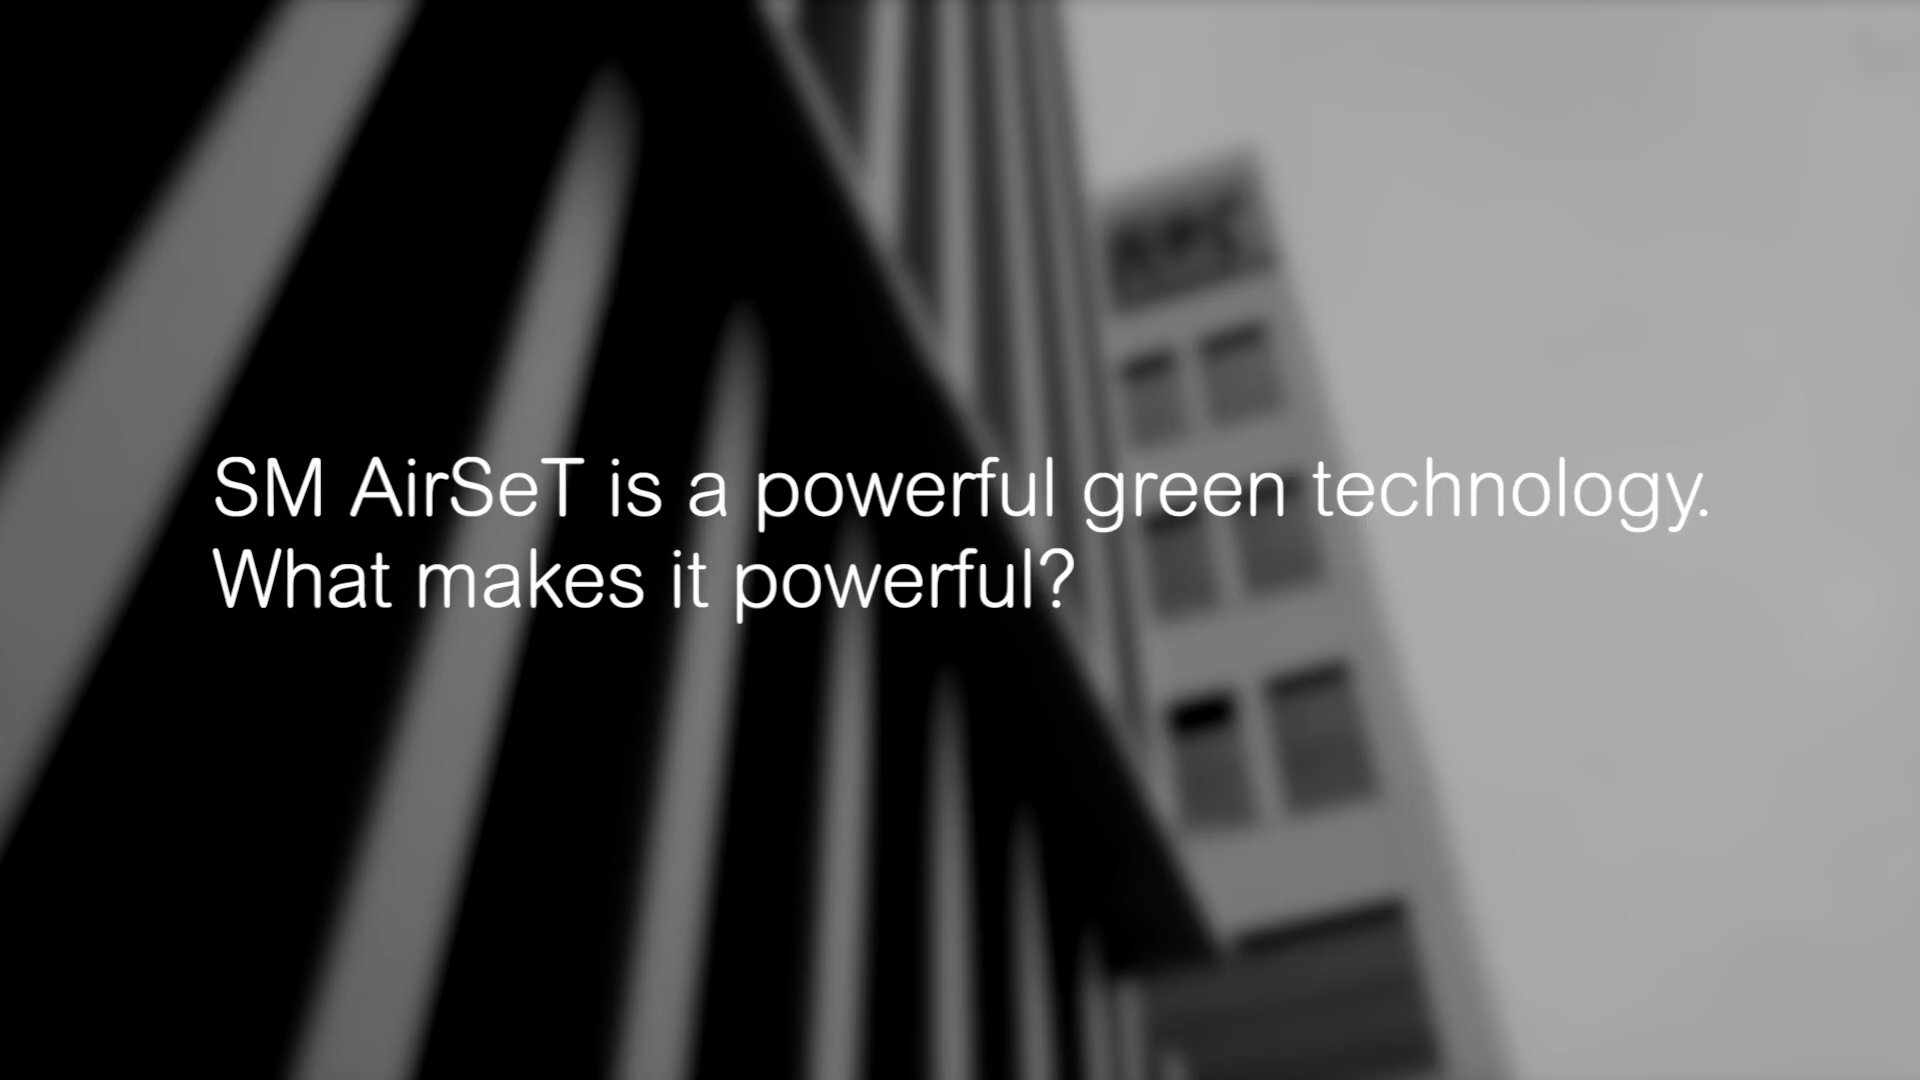 SM AirSeT is a powerful green technology.
What makes it powerful?